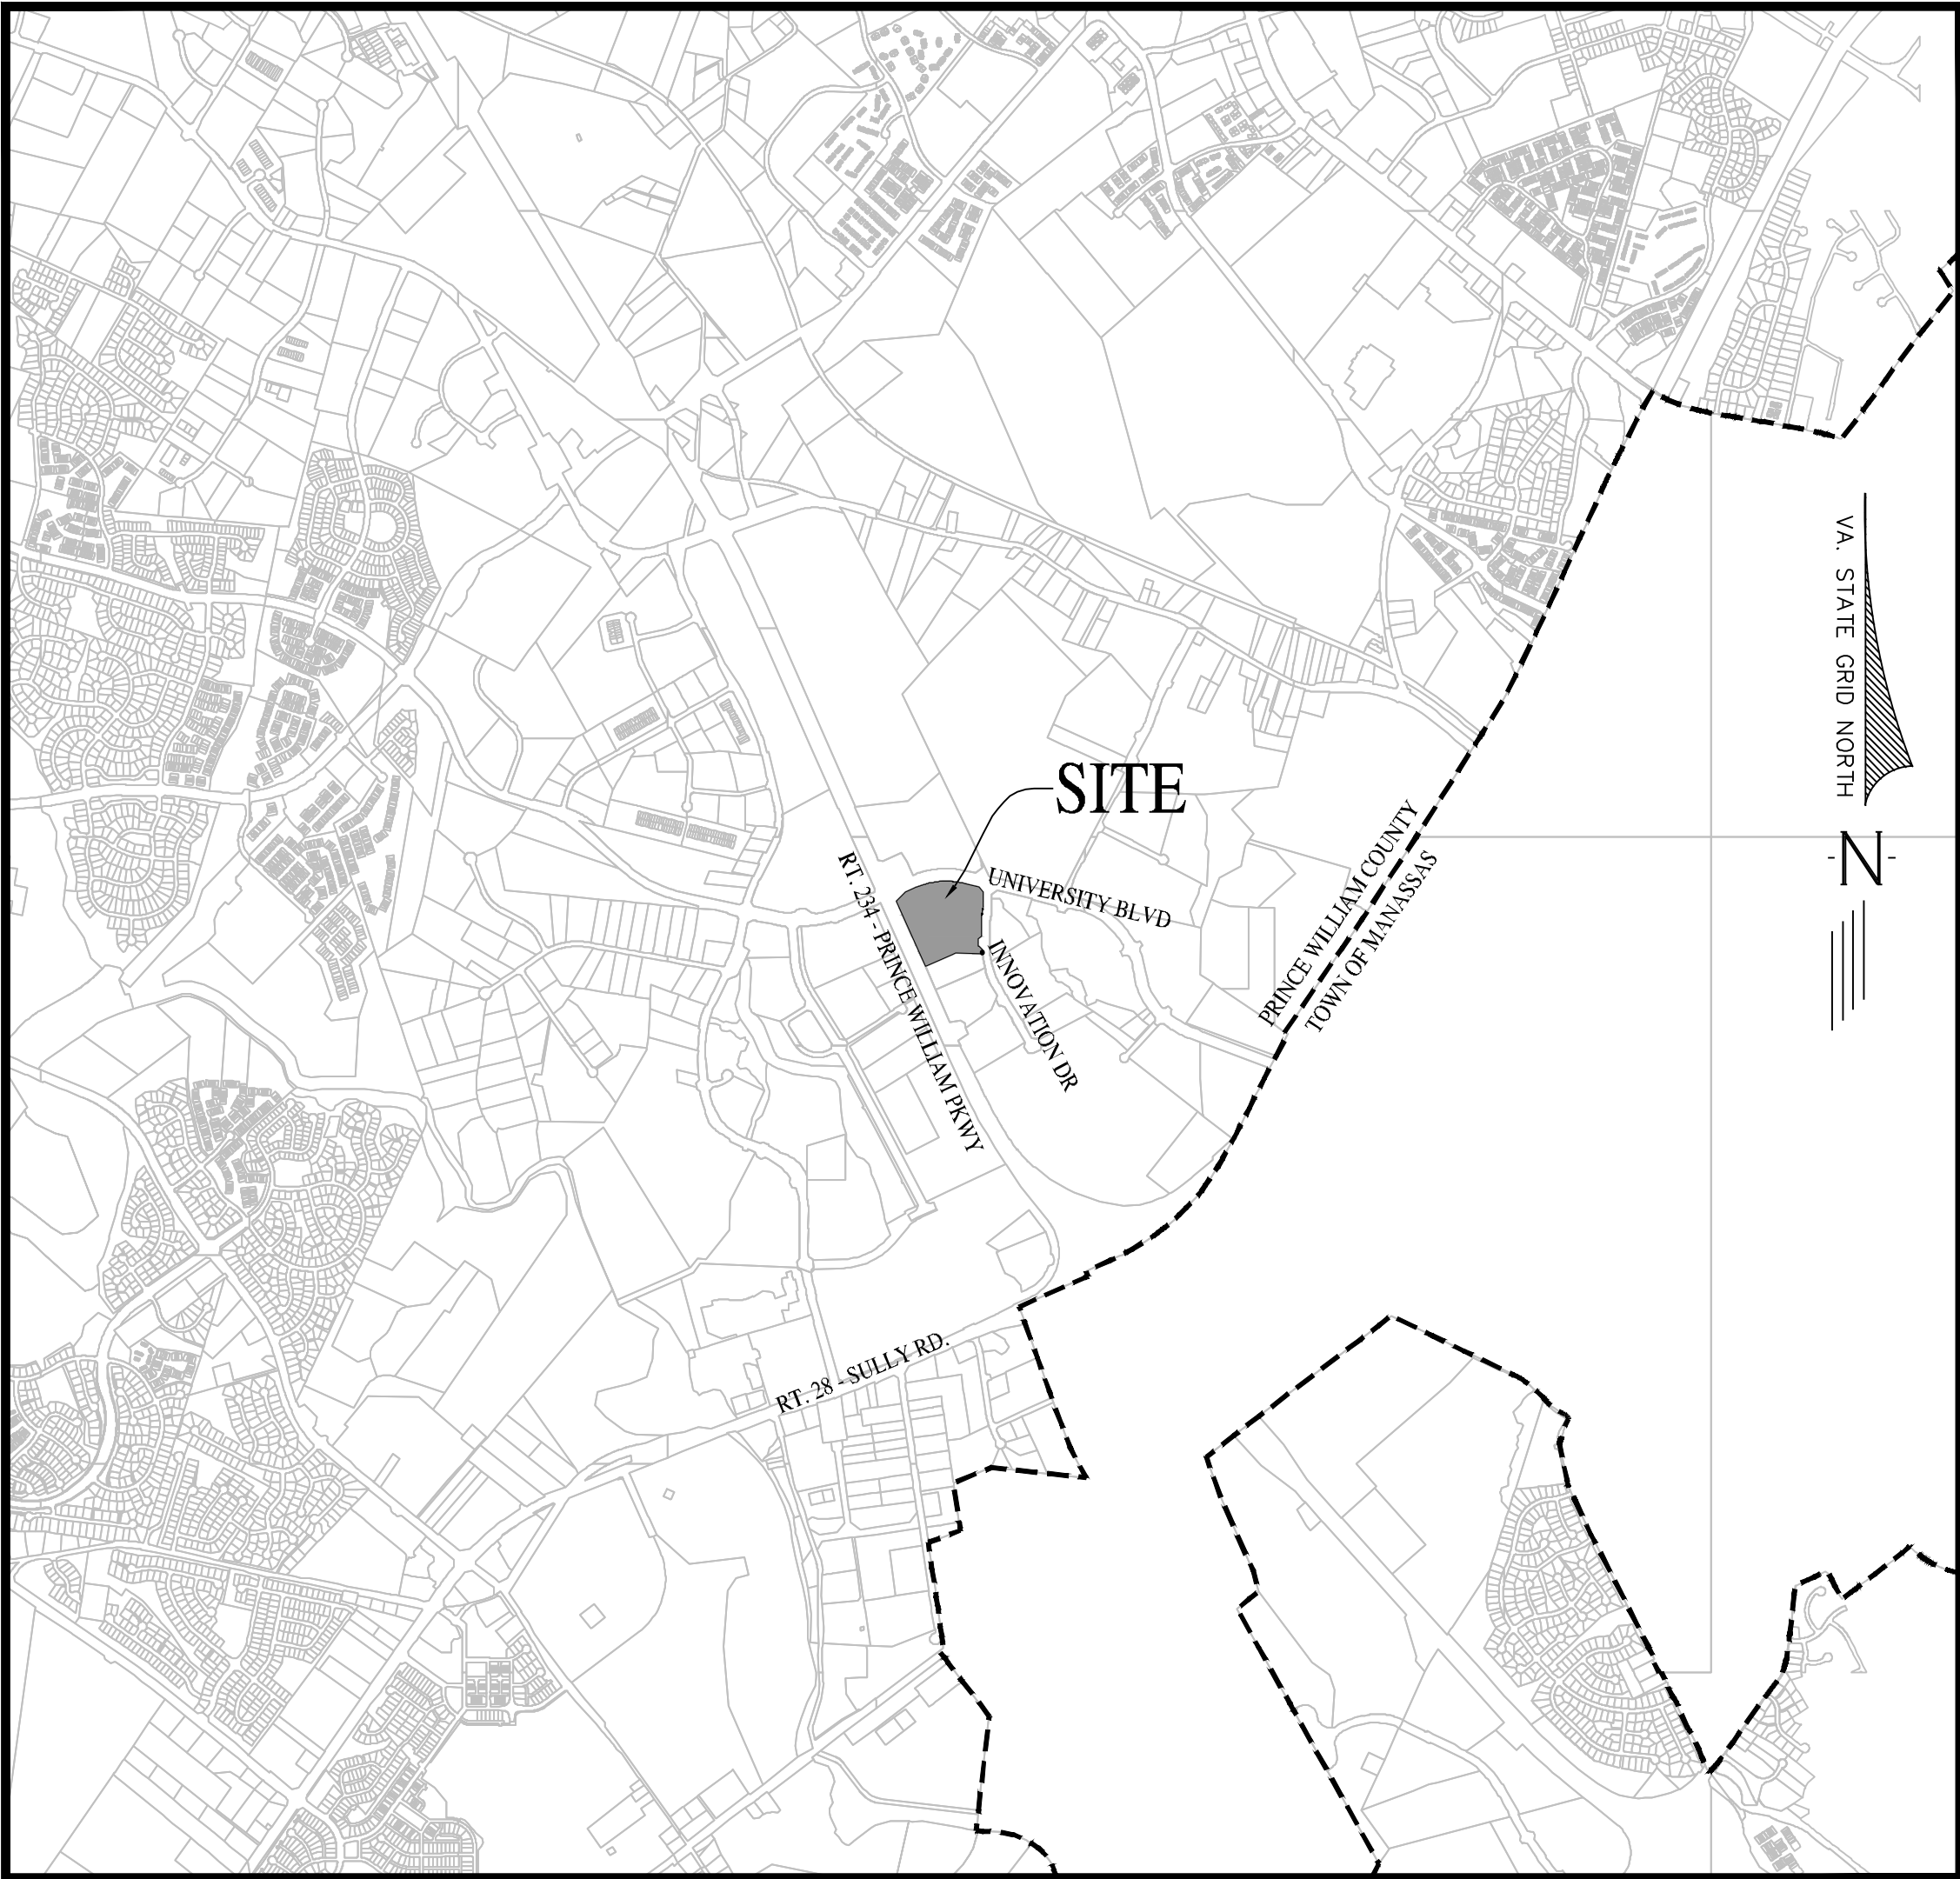 VA. STATE GRID NORTH
SITE
N
PRINCE WILLIAM COUNTY
TOWN OF MANASSAS
UNIVERSITY BLVD
RT. 234 - PRINCE WILLIAM PKWY
INNOVATION DR
RT. 28 - SULLY RD.